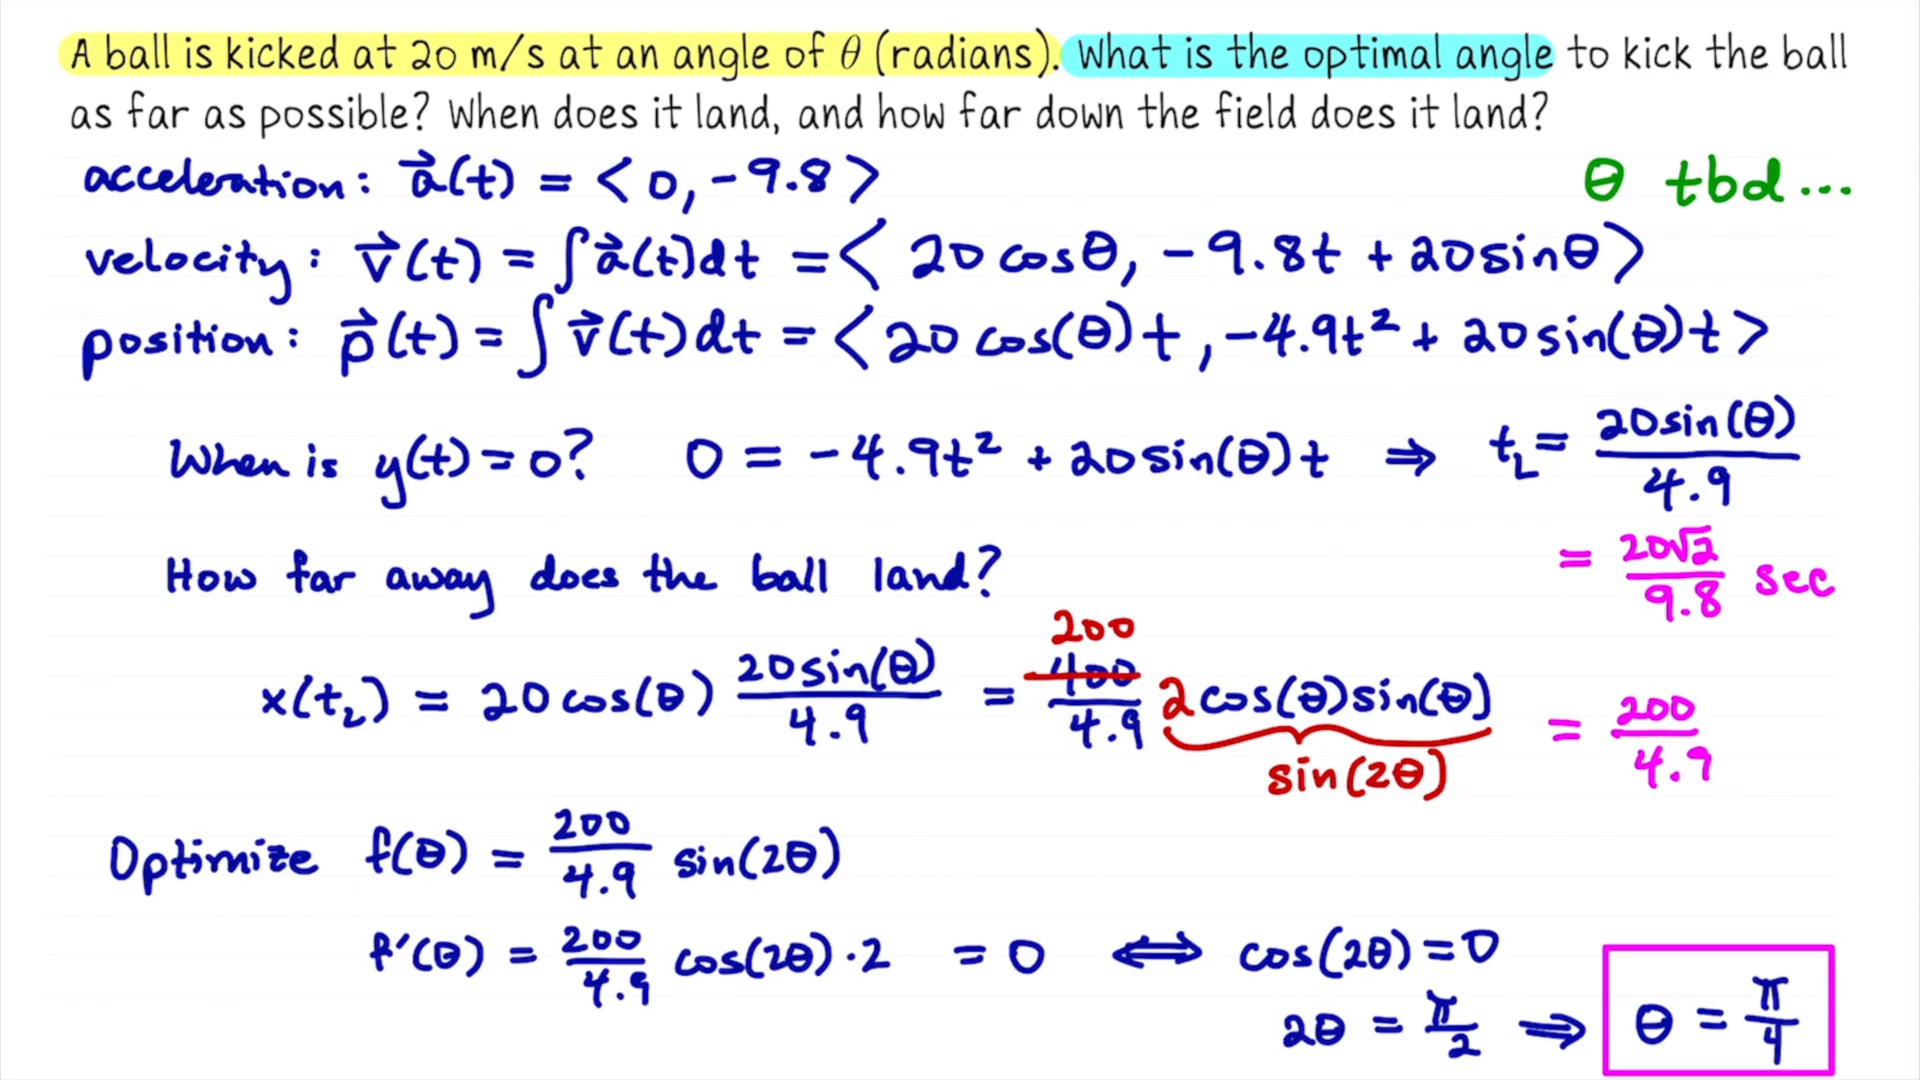 A ball is kicked at 20 m/s at an angle of θ (radians). What is the optimal angle to kick the ball
as far as possible? When does it land, and how far down the field does it land?
acceleration: a⃗(t) = <0, -9.8>
θ tbd...
velocity: v⃗(t) = ∫a⃗(t)dt = <20 cosθ, -9.8t + 20sinθ>
position: p⃗(t) = ∫v⃗(t)dt = <20 cos(θ)t, -4.9t² + 20sin(θ)t>
When is y(t) = 0? 0 = -4.9t² + 20sin(θ)t ⇒ t_L = 20sin(θ)/4.9
= 20√2/9.8 sec
How far away does the ball land?
200
x(t_L) = 20cos(θ) 20sin(θ)/4.9 = 400/4.9 2cos(θ)sin(θ) = 200/4.9
sin(2θ)
Optimize f(θ) = 200/4.9 sin(2θ)
f'(θ) = 200/4.9 cos(2θ)·2 = 0 ⟺ cos(2θ) = 0
2θ = π/2 ⟹ θ = π/4